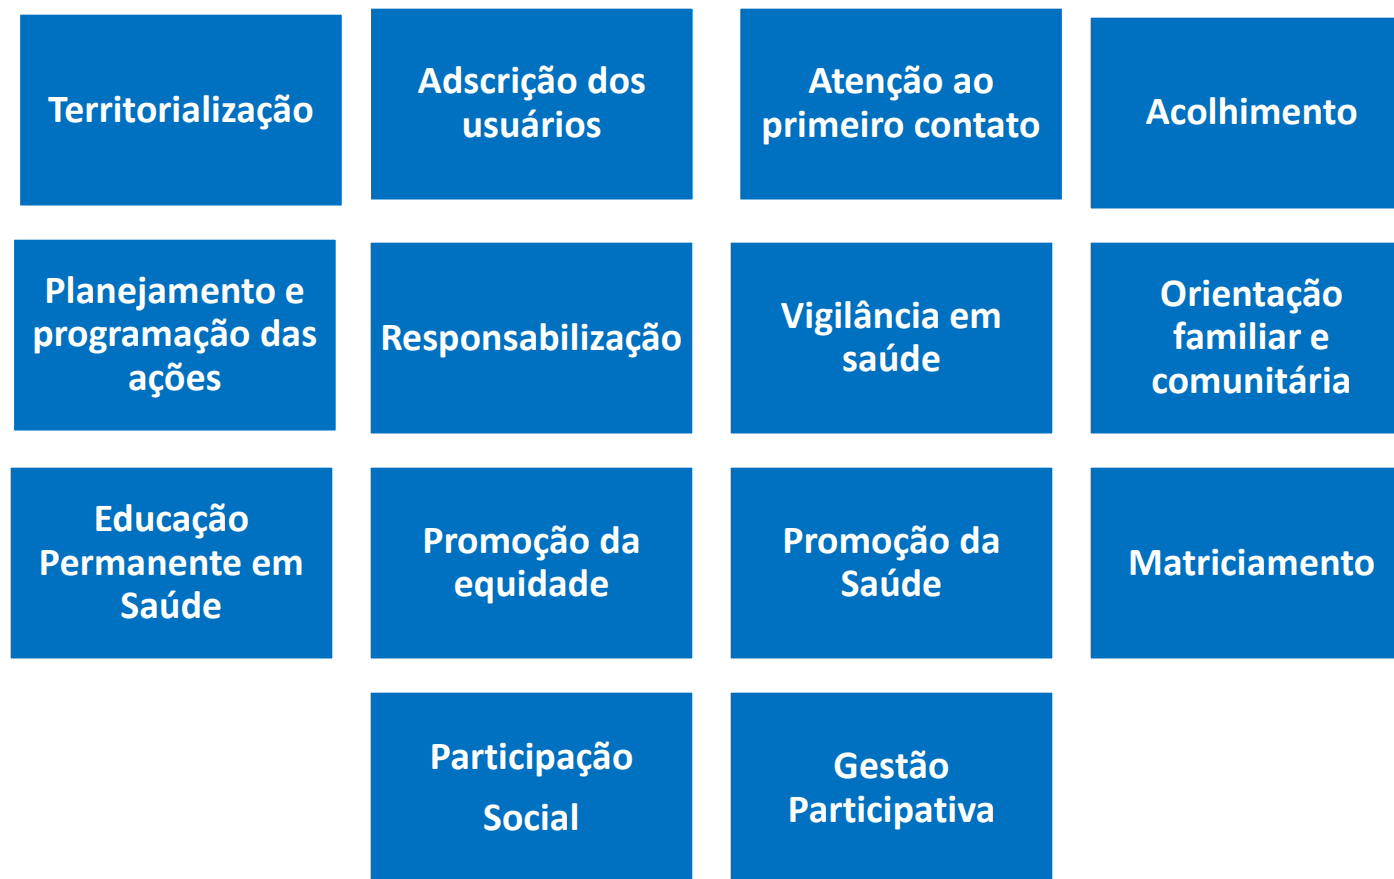 Territorialização
Adscrição dos
usuários
Atenção ao
primeiro contato
Acolhimento
Planejamento e
programação das
ações
Responsabilização
Vigilância em
saúde
Orientação
familiar e
comunitária
Educação
Permanente em
Saúde
Promoção da
equidade
Promoção da
Saúde
Matriciamento
Participação
Social
Gestão
Participativa